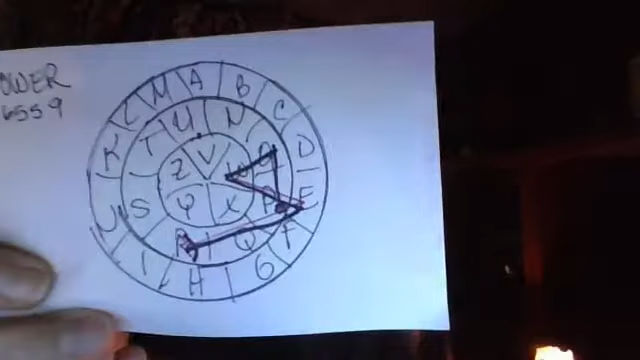 OWER
6559
A B C D E F G H I J K L M
N O P Q R S T U
V W X Y Z